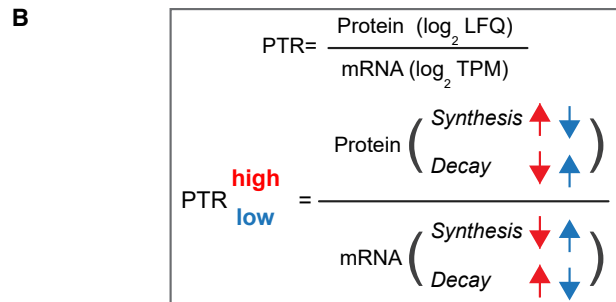 B
PTR= Protein (log2 LFQ)
mRNA (log2 TPM)
Protein ( Synthesis ↑ ↓
Decay ↓ ↑
PTR high low =
mRNA ( Synthesis ↓ ↑
Decay ↑ ↓